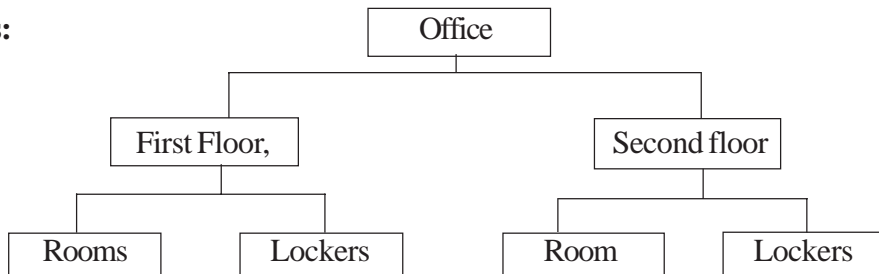 s:
Office
First Floor,
Second floor
Rooms
Lockers
Room
Lockers